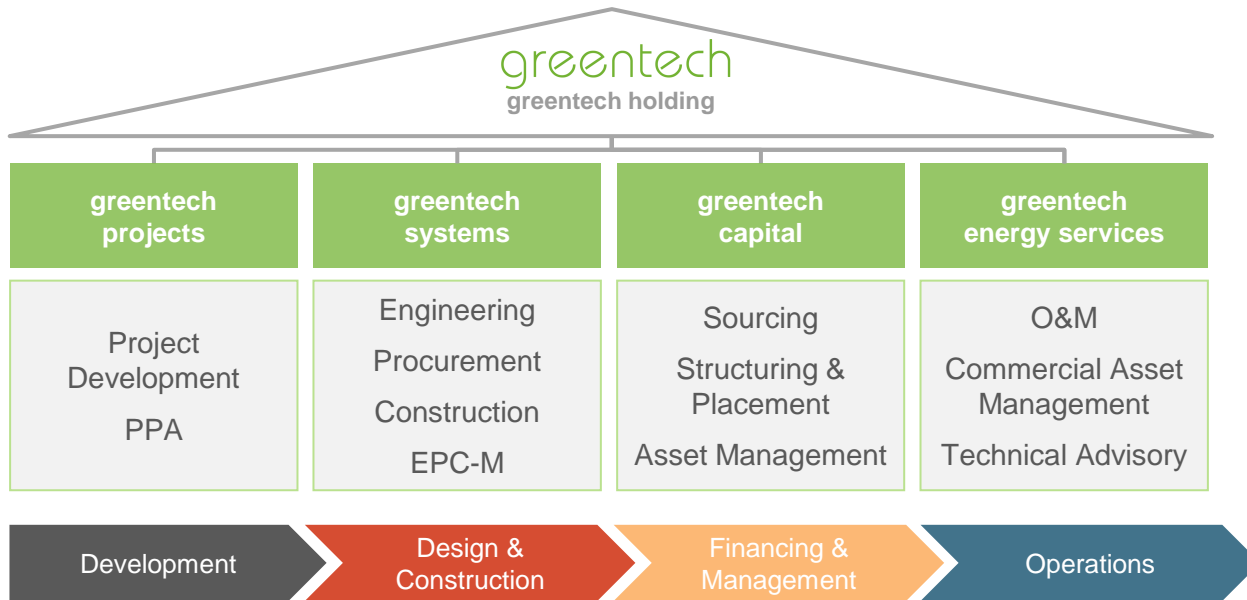 greentech
greentech holding
greentech
projects
greentech
systems
greentech
capital
greentech
energy services
Project
Development
PPA
Engineering
Procurement
Construction
EPC-M
Sourcing
Structuring &
Placement
Asset Management
O&M
Commercial Asset
Management
Technical Advisory
Development
Design &
Construction
Financing &
Management
Operations